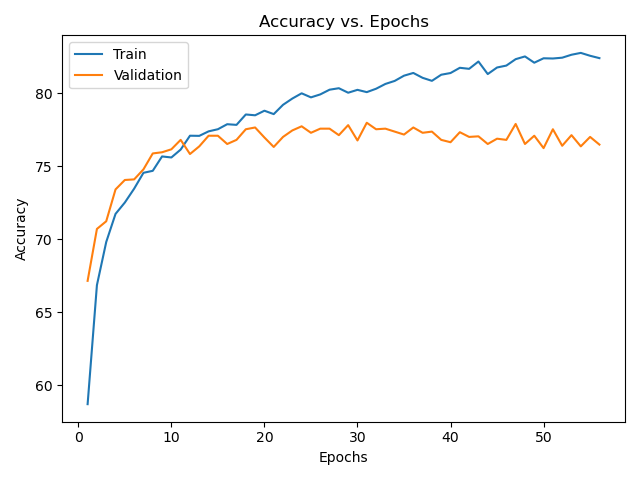 Accuracy vs. Epochs
Train
Validation
80
75
70
65
60
Accuracy
0 10 20 30 40 50
Epochs